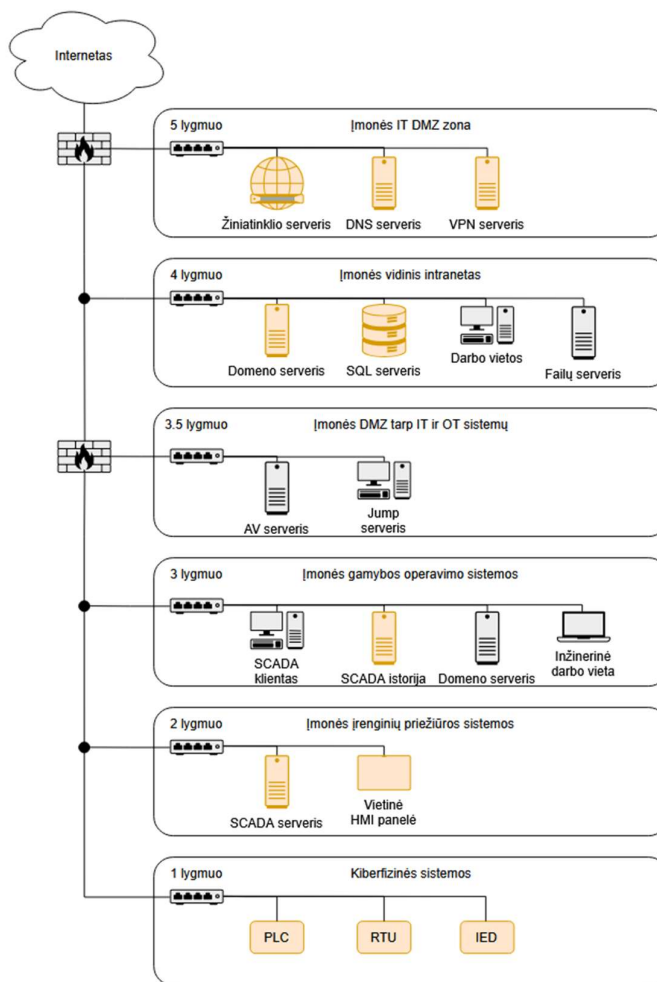 Internetas
5 lygmuo
Įmonės IT DMZ zona
Žiniatinklio serveris
DNS serveris
VPN serveris
4 lygmuo
Įmonės vidinis intranetas
Domeno serveris
SQL serveris
Darbo vietos
Failų serveris
3.5 lygmuo
Įmonės DMZ tarp IT ir OT sistemų
AV serveris
Jump
serveris
3 lygmuo
Įmonės gamybos operavimo sistemos
SCADA
klientas
SCADA istorija
Domeno serveris
Inžinerinė
darbo vieta
2 lygmuo
Įmonės įrenginių priežiūros sistemos
SCADA serveris
Vietinė
HMI panelė
1 lygmuo
Kiberfizinės sistemos
PLC
RTU
IED